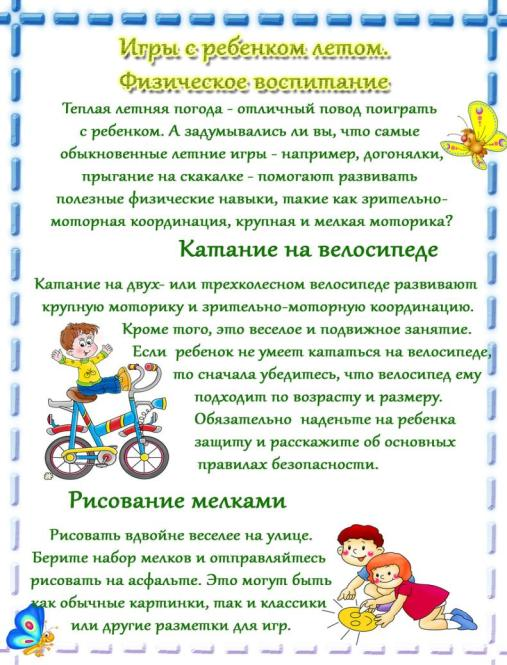 Игры с ребенком летом.
Физическое воспитание
Теплая летняя погода - отличный повод поиграть
с ребенком. А задумывались ли вы, что самые
обыкновенные летние игры - например, догонялки,
прыгание на скакалке - помогают развивать
полезные физические навыки, такие как зрительно-
моторная координация, крупная и мелкая моторика?
Катание на велосипеде
Катание на двух- или трехколесном велосипеде развивают
крупную моторику и зрительно-моторную координацию.
Кроме того, это веселое и подвижное занятие.
Если ребенок не умеет кататься на велосипеде,
то сначала убедитесь, что велосипед ему
подходит по возрасту и размеру.
Обязательно наденьте на ребенка
защиту и расскажите об основных
правилах безопасности.
Рисование мелками
Рисовать вдвойне веселее на улице.
Берите набор мелков и отправляйтесь
рисовать на асфальте. Это могут быть
как обычные картинки, так и классики
или другие разметки для игр.